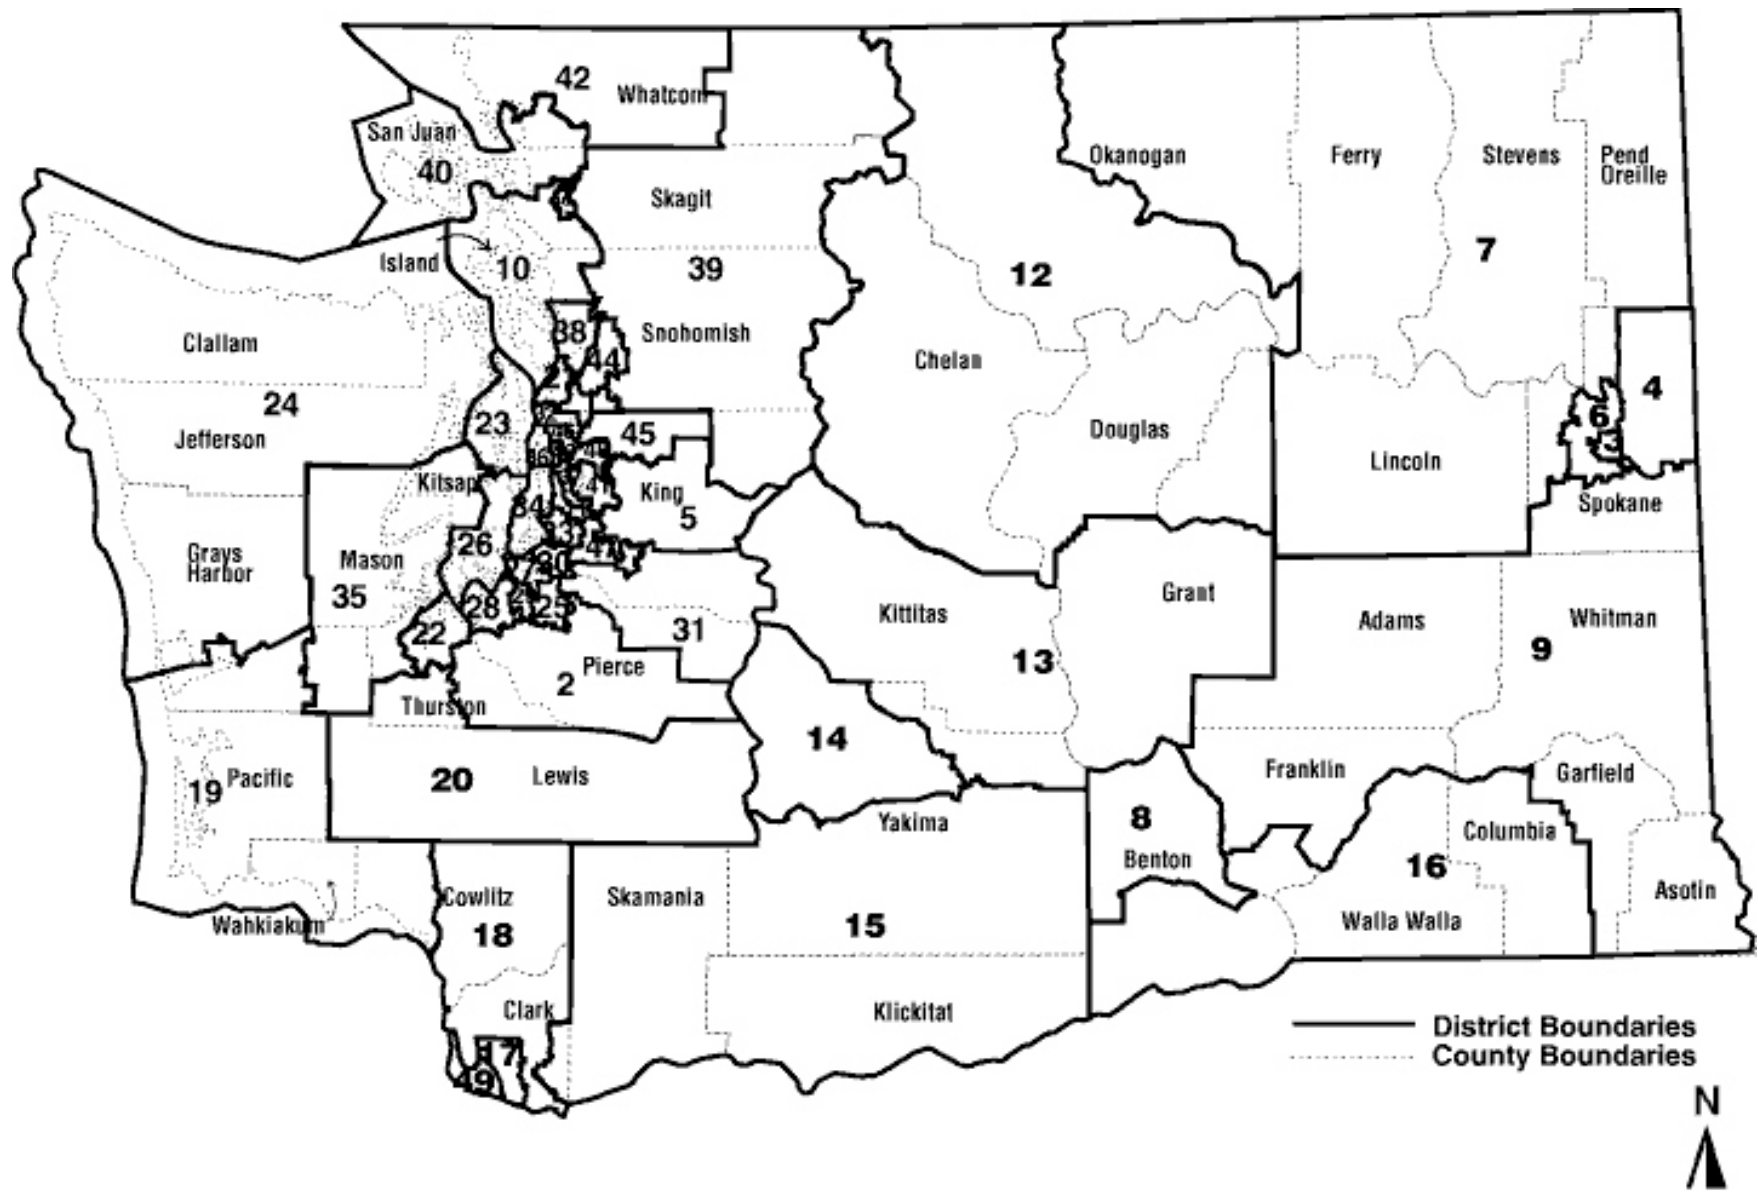 42
Whatcom
San Juan
40
Okanogan
Ferry
Stevens
Pend
Oreille
Skagit
Island
10
39
12
7
38
Snohomish
44
Clallam
Chelan
24
23
4
6
3
Jefferson
45
Douglas
Lincoln
Kitsap
41
King
5
34
Spokane
33
47
26
Mason
Grays
Harbor
30
35
28
25
Kittitas
Grant
Adams
Whitman
22
31
13
9
Pierce
2
Thurston
14
19
Pacific
20
Lewis
Franklin
Garfield
Yakima
8
Columbia
Benton
16
Cowlitz
Skamania
Asotin
Wahkiakum
18
15
Walla Walla
Clark
Klickitat
17
49
District Boundaries
County Boundaries
N